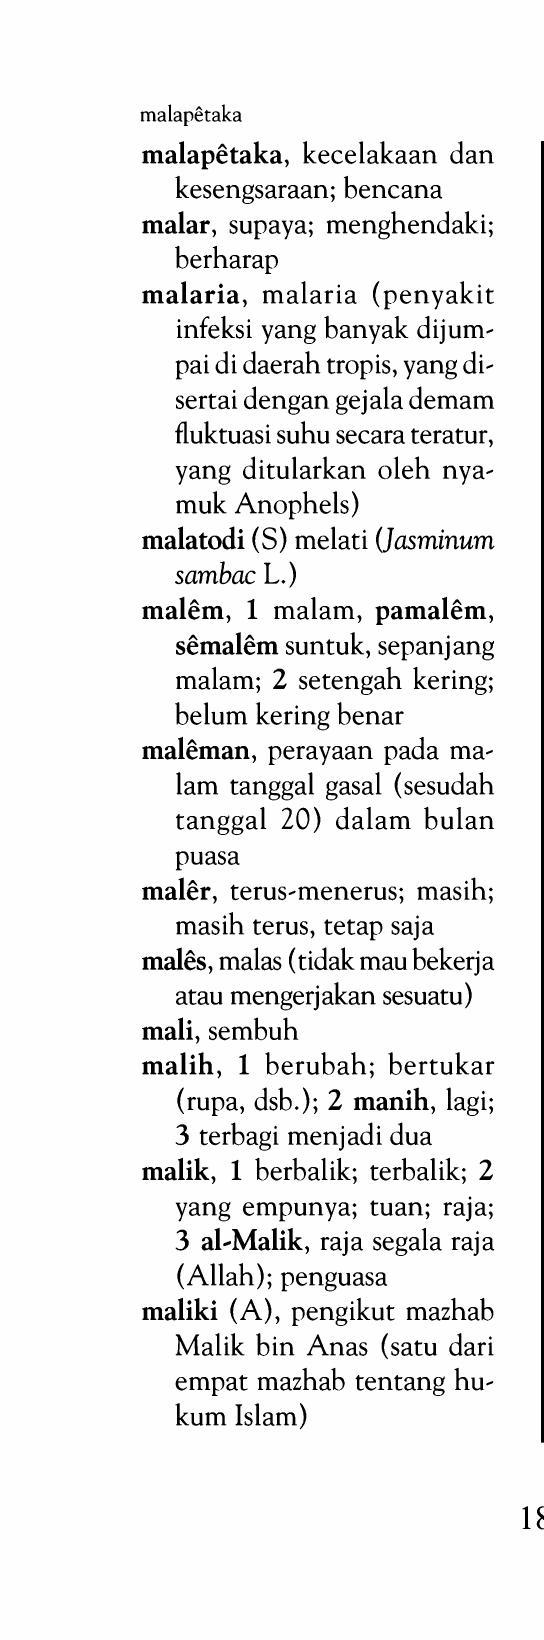 malapêtaka
malapêtaka, kecelakaan dan
kesengsaraan; bencana
malar, supaya; menghendaki;
berharap
malaria, malaria (penyakit
infeksi yang banyak dijum-
pai di daerah tropis, yang di-
sertai dengan gejala demam
fluktuasi suhu secara teratur,
yang ditularkan oleh nya-
muk Anophels)
malatodi (S) melati (Jasminum
sambac L.)
malêm, 1 malam, pamalêm,
sêmalêm suntuk, sepanjang
malam; 2 setengah kering;
belum kering benar
malêman, perayaan pada ma-
lam tanggal gasal (sesudah
tanggal 20) dalam bulan
puasa
malêr, terus-menerus; masih;
masih terus, tetap saja
malês, malas (tidak mau bekerja
atau mengerjakan sesuatu)
mali, sembuh
malih, 1 berubah; bertukar
(rupa, dsb.); 2 manih, lagi;
3 terbagi menjadi dua
malik, 1 berbalik; terbalik; 2
yang empunya; tuan; raja;
3 al-Malik, raja segala raja
(Allah); penguasa
maliki (A), pengikut mazhab
Malik bin Anas (satu dari
empat mazhab tentang hu-
kum Islam)